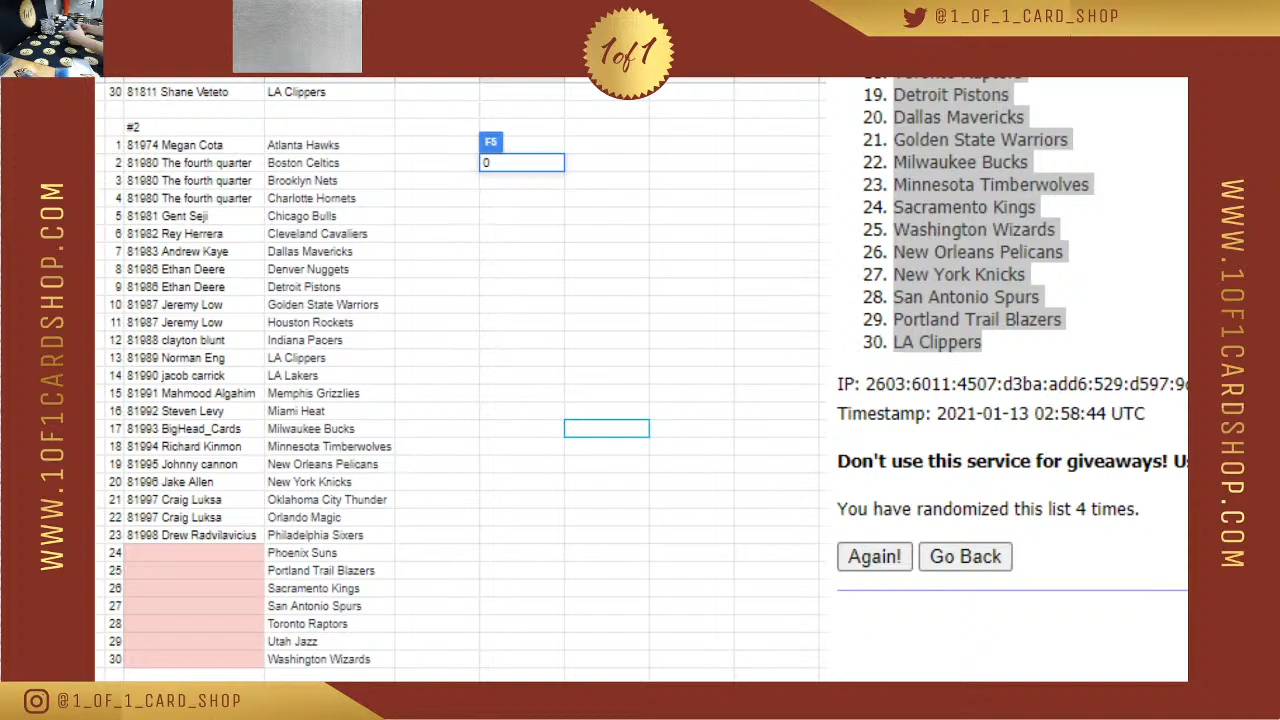 @1_OF_1_CARD_SHOP
1of1
WWW.1OF1CARDSHOP.COM
30 81811 Shane Veteto LA Clippers
#2
1 81974 Megan Cota Atlanta Hawks
F5
2 81980 The fourth quarter Boston Celtics 0
3 81980 The fourth quarter Brooklyn Nets
4 81980 The fourth quarter Charlotte Hornets
5 81981 Gent Seji Chicago Bulls
6 81982 Rey Herrera Cleveland Cavaliers
7 81983 Andrew Kaye Dallas Mavericks
8 81986 Ethan Deere Denver Nuggets
9 81986 Ethan Deere Detroit Pistons
10 81987 Jeremy Low Golden State Warriors
11 81987 Jeremy Low Houston Rockets
12 81988 clayton blunt Indiana Pacers
13 81989 Norman Eng LA Clippers
14 81990 jacob carrick LA Lakers
15 81991 Mahmood Algahim Memphis Grizzlies
16 81992 Steven Levy Miami Heat
17 81993 BigHead_Cards Milwaukee Bucks
18 81994 Richard Kinmon Minnesota Timberwolves
19 81995 Johnny cannon New Orleans Pelicans
20 81996 Jake Allen New York Knicks
21 81997 Craig Luksa Oklahoma City Thunder
22 81997 Craig Luksa Orlando Magic
23 81998 Drew Radvilavicius Philadelphia Sixers
24 Phoenix Suns
25 Portland Trail Blazers
26 Sacramento Kings
27 San Antonio Spurs
28 Toronto Raptors
29 Utah Jazz
30 Washington Wizards
Toronto Raptors
19. Detroit Pistons
20. Dallas Mavericks
21. Golden State Warriors
22. Milwaukee Bucks
23. Minnesota Timberwolves
24. Sacramento Kings
25. Washington Wizards
26. New Orleans Pelicans
27. New York Knicks
28. San Antonio Spurs
29. Portland Trail Blazers
30. LA Clippers
IP: 2603:6011:4507:d3ba:add6:529:d597:9
Timestamp: 2021-01-13 02:58:44 UTC
Don't use this service for giveaways!
You have randomized this list 4 times.
Again! Go Back
WWW.1OF1CARDSHOP.COM
@1_OF_1_CARD_SHOP